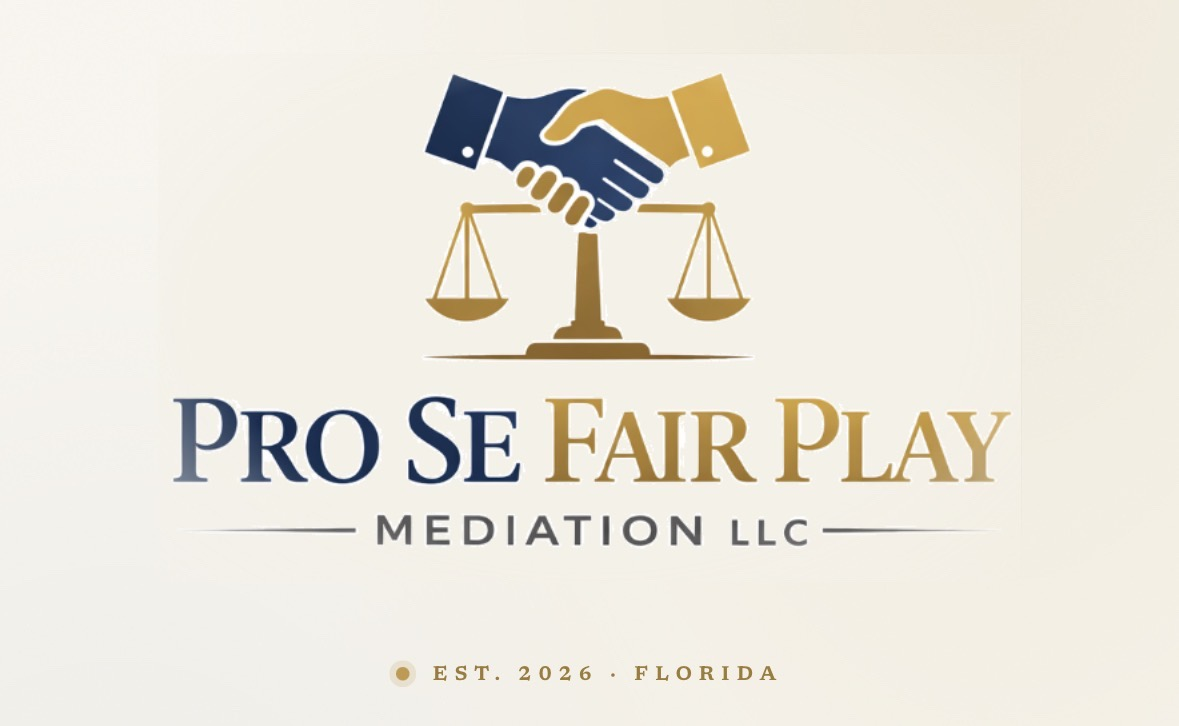 PRO SE FAIR PLAY
MEDIATION LLC
EST. 2026 · FLORIDA